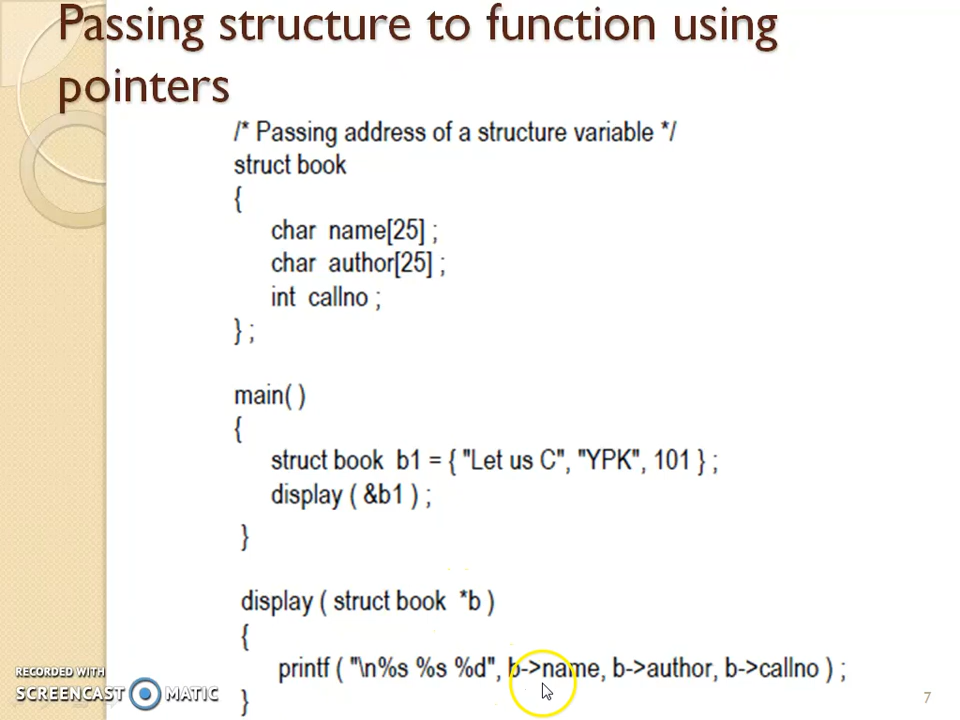 Passing structure to function using
pointers
/* Passing address of a structure variable */
struct book
{
char name[25] ;
char author[25] ;
int callno ;
} ;
main( )
{
struct book b1 = { "Let us C", "YPK", 101 } ;
display ( &b1 ) ;
}
display ( struct book *b )
{
printf ( "\n%s %s %d", b->name, b->author, b->callno ) ;
}
RECORDED WITH
SCREENCAST MATIC
7